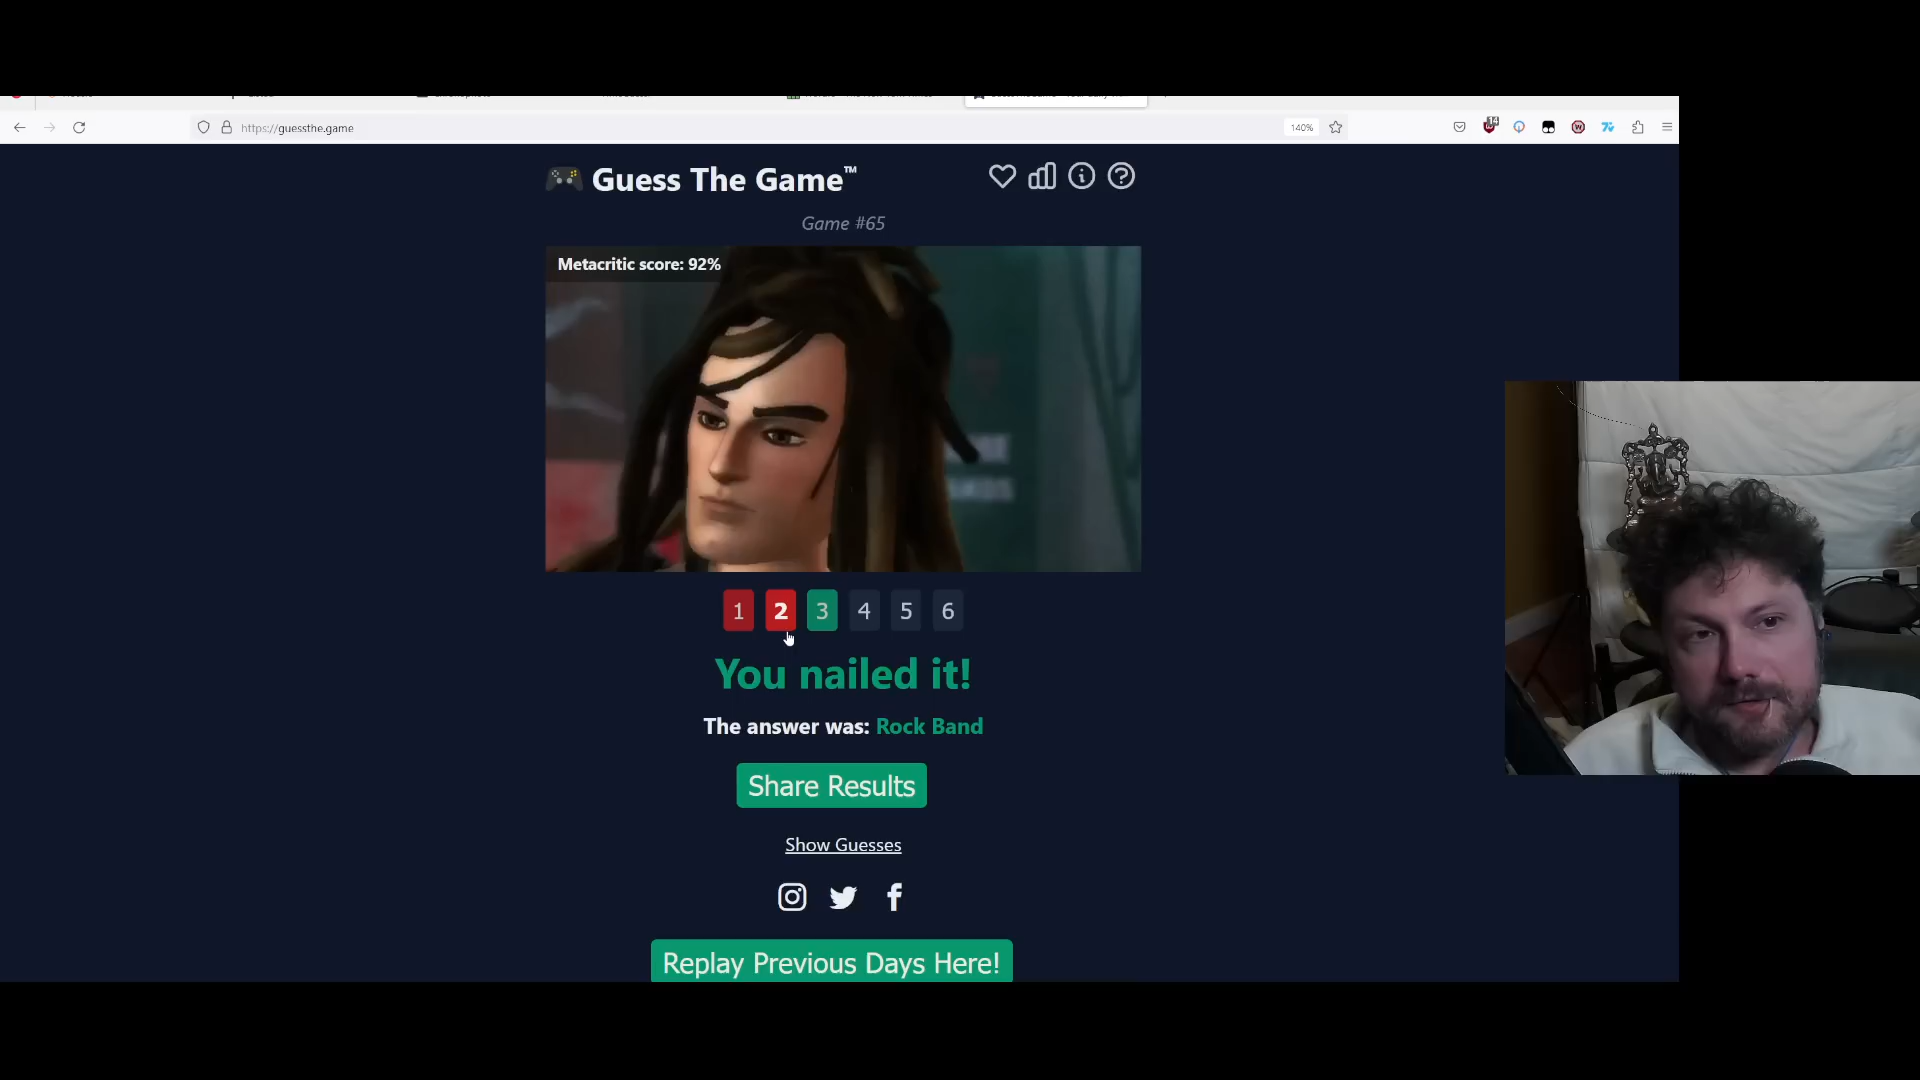 https://guessthe.game
140%
14
Guess The Game™
Game #65
Metacritic score: 92%
1 2 3 4 5 6
You nailed it!
The answer was: Rock Band
Share Results
Show Guesses
Replay Previous Days Here!